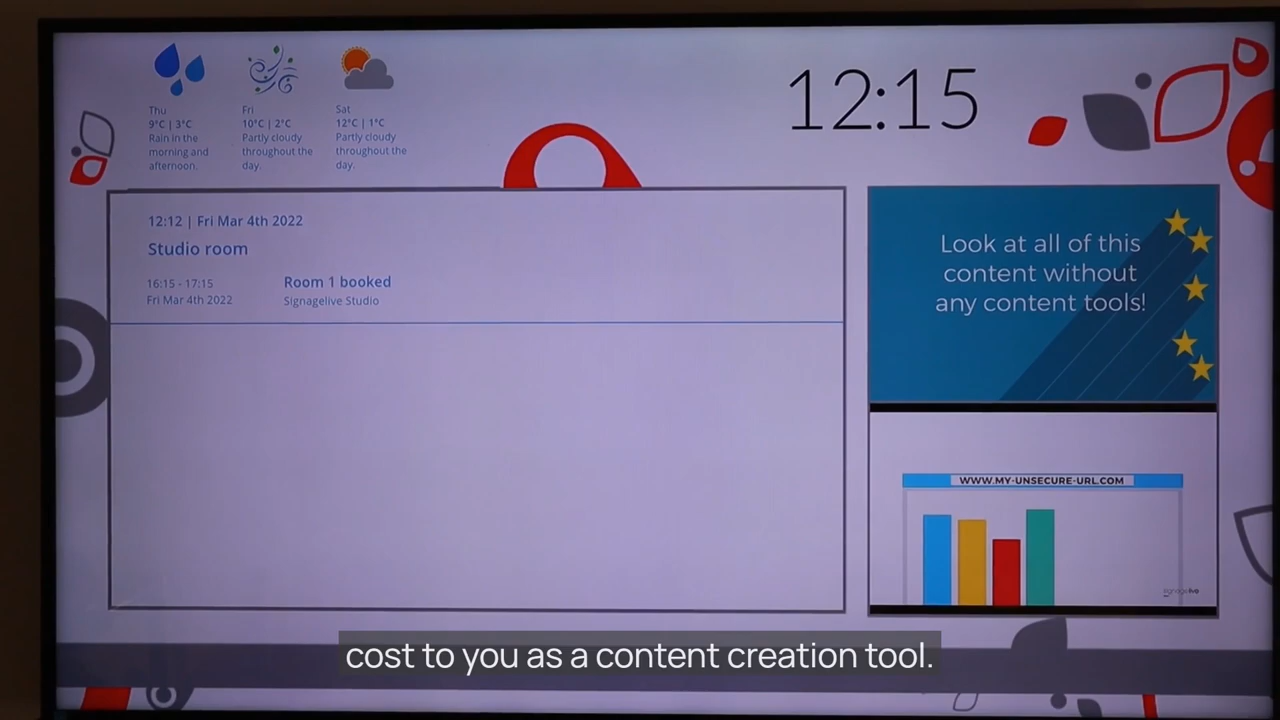 Thu
9°C | 3°C
Rain in the
morning and
afternoon.
Fri
10°C | 2°C
Partly cloudy
throughout the
day.
Sat
12°C | 1°C
Partly cloudy
throughout the
day.
12:15
12:12 | Fri Mar 4th 2022
Studio room
16:15 - 17:15
Fri Mar 4th 2022
Room 1 booked
Signagelive Studio
Look at all of this
content without
any content tools!
WWW.MY-UNSECURE-URL.COM
signagelive
cost to you as a content creation tool.